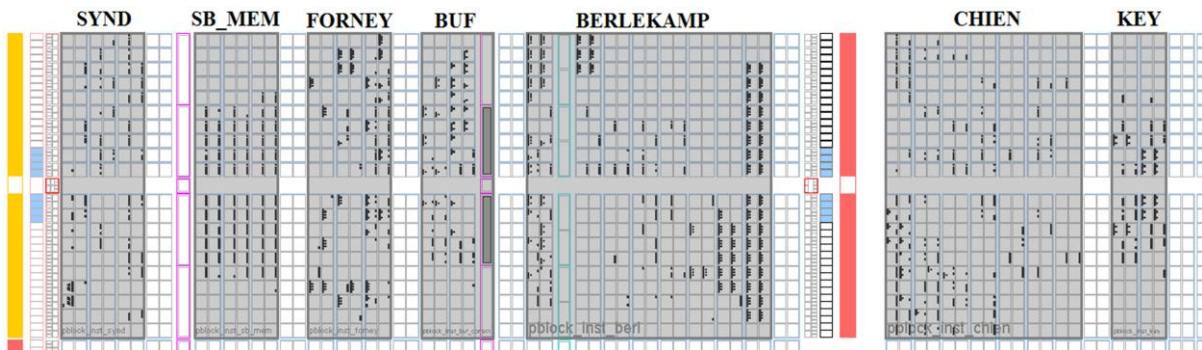 SYND SB_MEM FORNEY BUF BERLEKAMP CHIEN KEY
pblock_inst_synd pblock_inst_sb_mem pblock_inst_forney pblock_inst_berl pblock_inst_chien